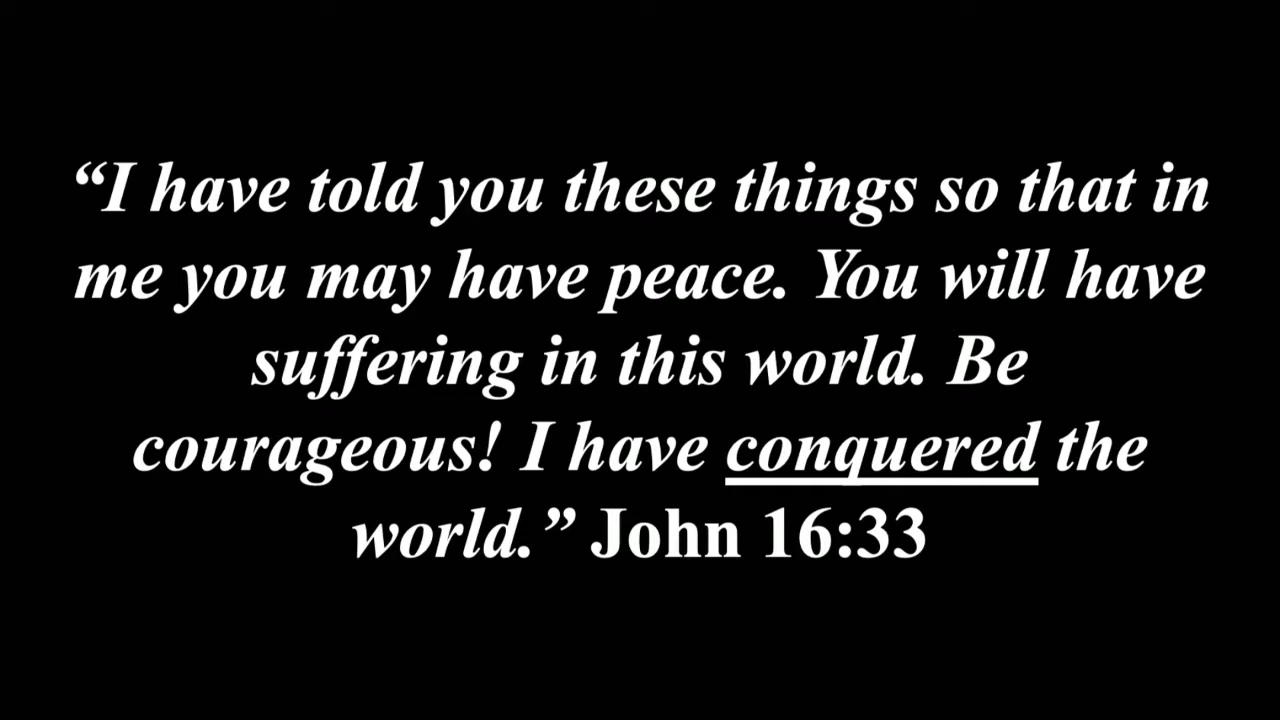 “I have told you these things so that in
me you may have peace. You will have
suffering in this world. Be
courageous! I have conquered the
world.” John 16:33